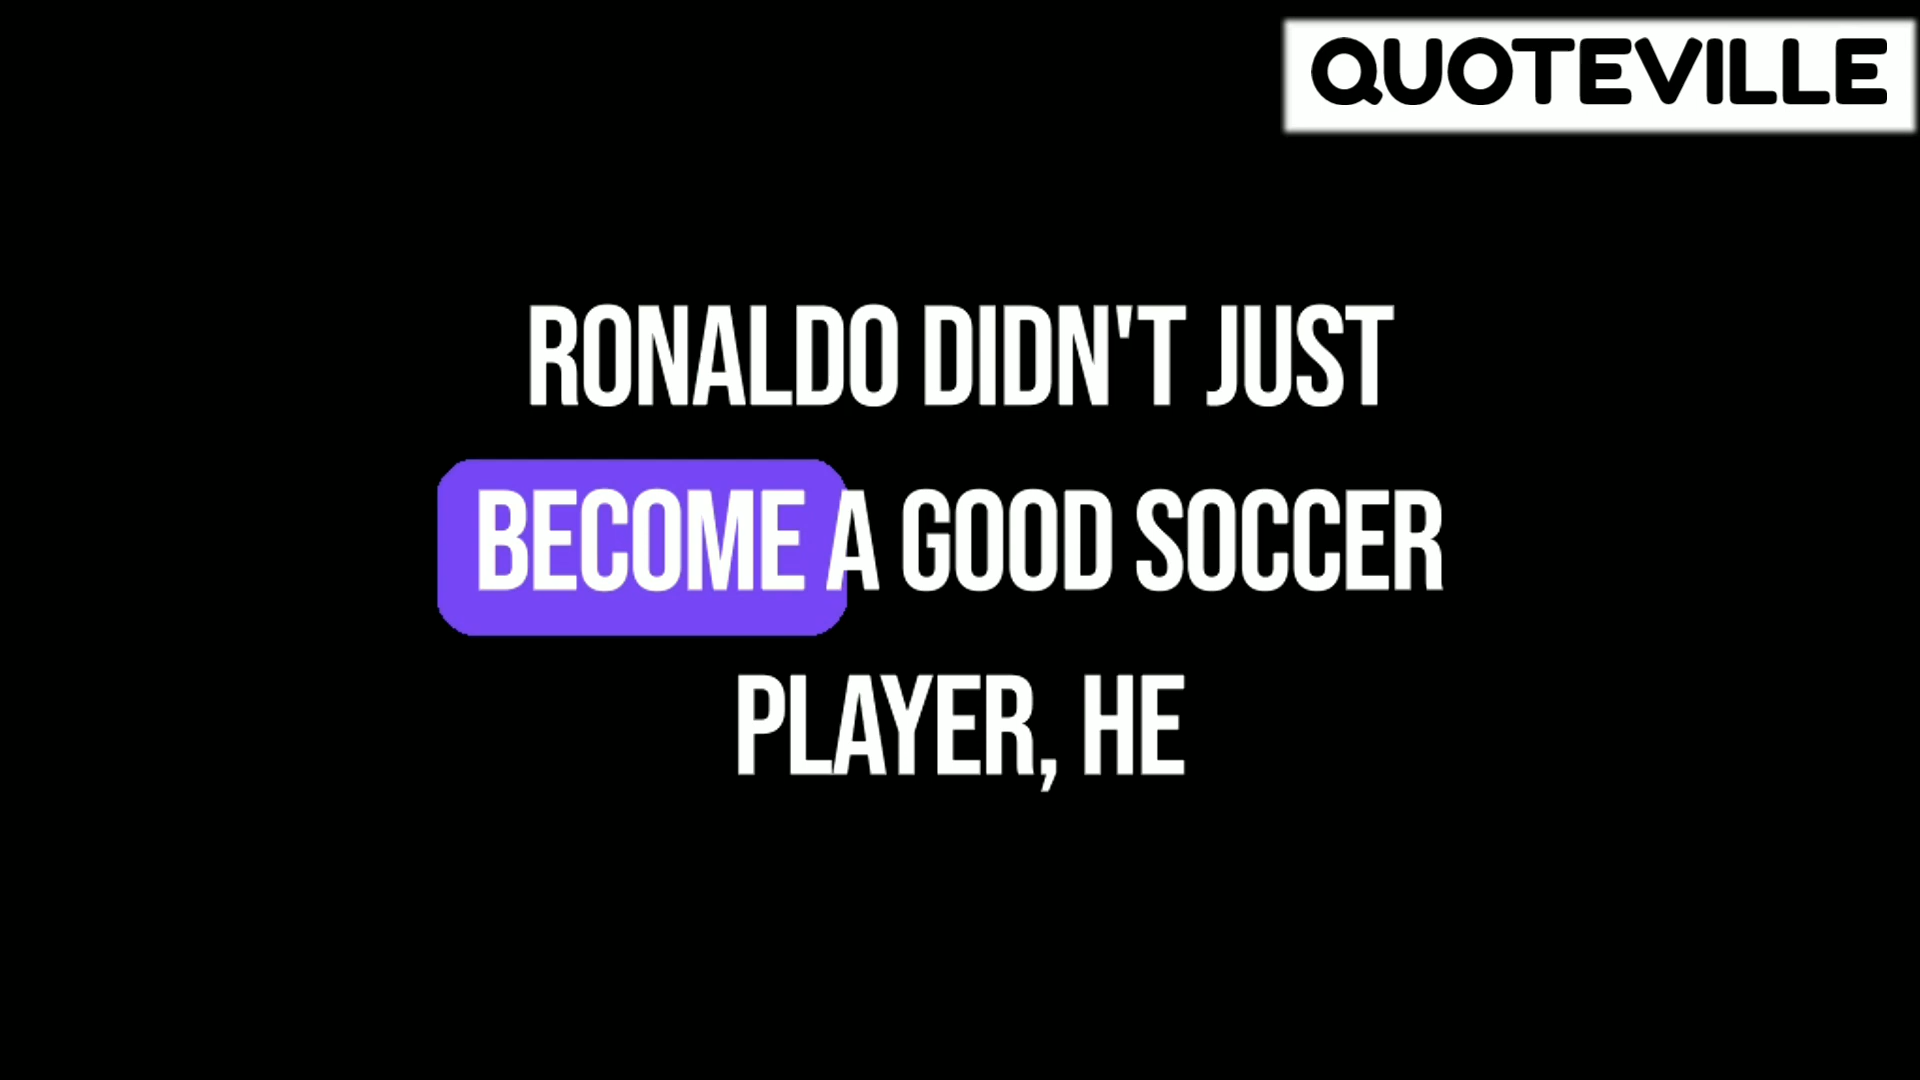 QUOTEVILLE
RONALDO DIDN'T JUST
BECOME A GOOD SOCCER
PLAYER, HE